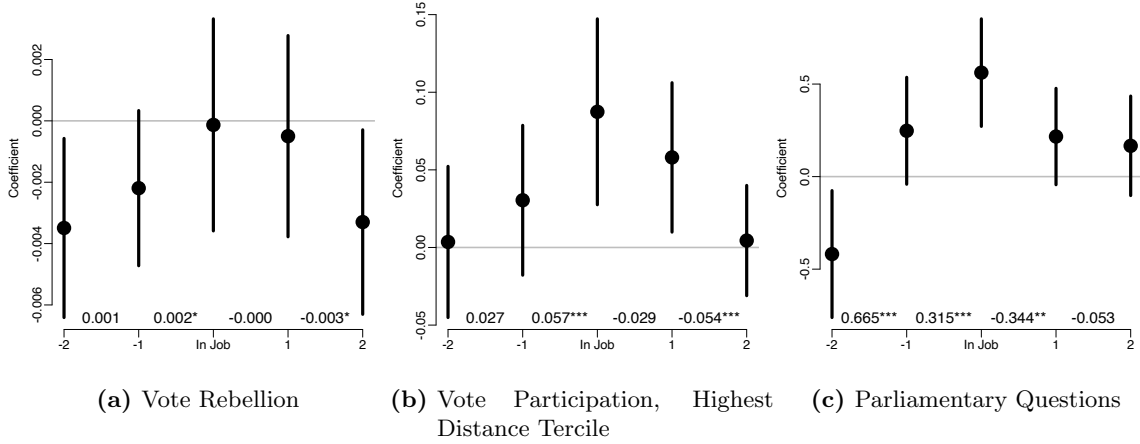 0.002
0.000
-0.002
-0.004
-0.006
Coefficient
0.001 0.002* -0.000 -0.003*
-2 -1 In Job 1 2
(a) Vote Rebellion
0.15
0.10
0.05
0.00
-0.05
Coefficient
0.027 0.057*** -0.029 -0.054***
-2 -1 In Job 1 2
(b) Vote Participation, Highest
Distance Tercile
0.5
0.0
-0.5
Coefficient
0.665*** 0.315*** -0.344** -0.053
-2 -1 In Job 1 2
(c) Parliamentary Questions